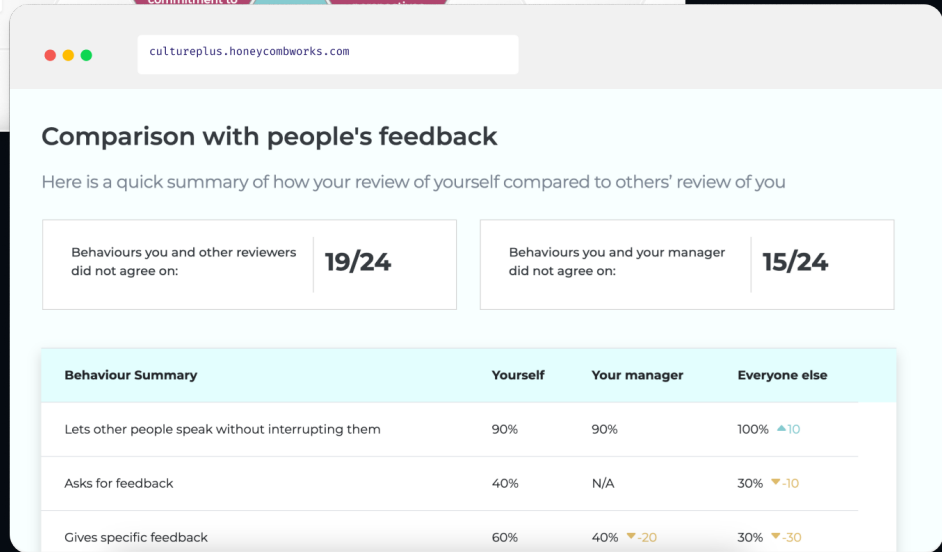 commitment to
cultureplus.honeycombworks.com
Comparison with people's feedback
Here is a quick summary of how your review of yourself compared to others' review of you
Behaviours you and other reviewers
did not agree on:
19/24
Behaviours you and your manager
did not agree on:
15/24
Behaviour Summary Yourself Your manager Everyone else
Lets other people speak without interrupting them 90% 90% 100% ▲10
Asks for feedback 40% N/A 30% ▼-10
Gives specific feedback 60% 40% ▼-20 30% ▼-30